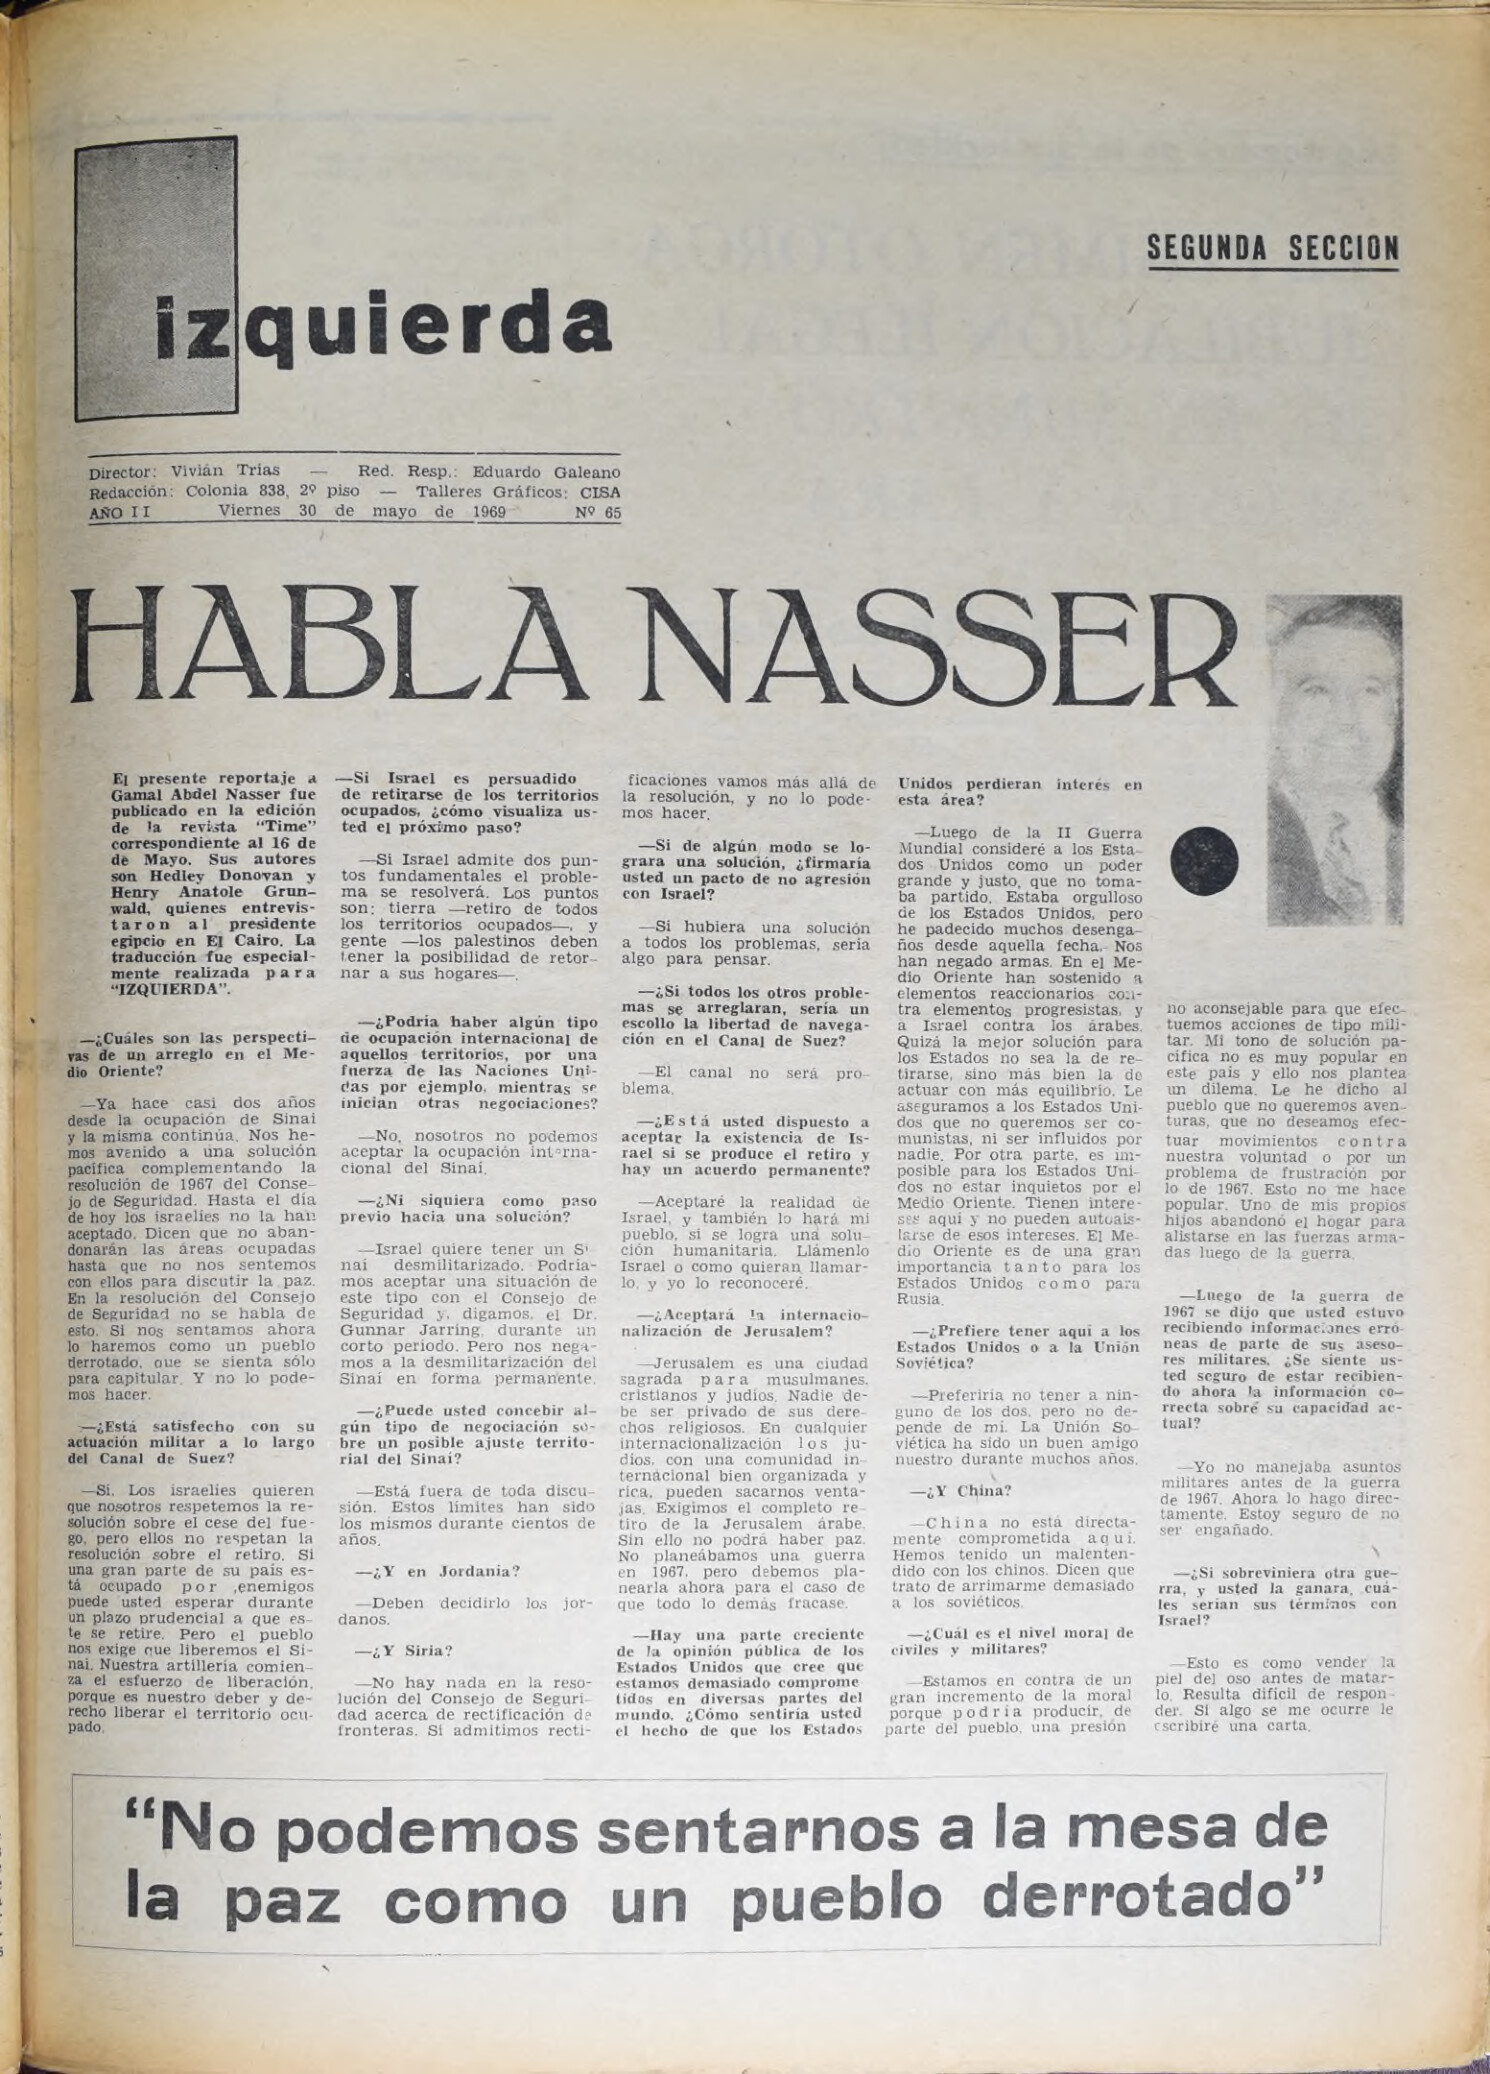 SEGUNDA SECCION
izquierda
Director: Vivián Trías — Red. Resp.: Eduardo Galeano
Redacción: Colonia 838, 2º piso — Talleres Gráficos: CISA
AÑO II Viernes 30 de mayo de 1969 Nº 65
HABLA NASSER
El presente reportaje a
Gamal Abdel Nasser fue
publicado en la edición
de la revista “Time”
correspondiente al 16 de
de Mayo. Sus autores
son Hedley Donovan y
Henry Anatole Grun-
wald, quienes entrevis-
taron al presidente
egipcio en El Cairo. La
traducción fue especial-
mente realizada para
“IZQUIERDA”.
—¿Cuáles son las perspecti-
vas de un arreglo en el Me-
dio Oriente?
—Ya hace casi dos años
desde la ocupación de Sinaí
y la misma continúa. Nos he-
mos avenido a una solución
pacífica complementando la
resolución de 1967 del Conse-
jo de Seguridad. Hasta el día
de hoy los israelíes no la han
aceptado. Dicen que no aban-
donarán las áreas ocupadas
hasta que no nos sentemos
con ellos para discutir la paz.
En la resolución del Consejo
de Seguridad no se habla de
esto. Si nos sentamos ahora
lo haremos como un pueblo
derrotado, que se sienta sólo
para capitular. Y no lo pode-
mos hacer.
—¿Está satisfecho con su
actuación militar a lo largo
del Canal de Suez?
—Sí. Los israelíes quieren
que nosotros respetemos la re-
solución sobre el cese del fue-
go, pero ellos no respetan la
resolución sobre el retiro. Si
una gran parte de su país es-
tá ocupado por ,enemigos
puede usted esperar durante
un plazo prudencial a que es-
te se retire. Pero el pueblo
nos exige que liberemos el Si-
naí. Nuestra artillería comien-
za el esfuerzo de liberación,
porque es nuestro deber y de-
recho liberar el territorio ocu-
pado.
—Si Israel es persuadido
de retirarse de los territorios
ocupados, ¿cómo visualiza us-
ted el próximo paso?
—Si Israel admite dos pun-
tos fundamentales el proble-
ma se resolverá. Los puntos
son: tierra —retiro de todos
los territorios ocupados—, y
gente —los palestinos deben
tener la posibilidad de retor-
nar a sus hogares—.
—¿Podría haber algún tipo
de ocupación internacional de
aquellos territorios, por una
fuerza de las Naciones Uni-
das por ejemplo, mientras se
inician otras negociaciones?
—No, nosotros no podemos
aceptar la ocupación interna-
cional del Sinaí.
—¿Ni siquiera como paso
previo hacia una solución?
—Israel quiere tener un Si
naí desmilitarizado. Podría-
mos aceptar una situación de
este tipo con el Consejo de
Seguridad y, digamos, el Dr.
Gunnar Jarring, durante un
corto período. Pero nos nega-
mos a la desmilitarización del
Sinaí en forma permanente.
—¿Puede usted concebir al-
gún tipo de negociación so-
bre un posible ajuste territo-
rial del Sinaí?
—Está fuera de toda discu-
sión. Estos límites han sido
los mismos durante cientos de
años.
—¿Y en Jordania?
—Deben decidirlo los jor-
danos.
—¿Y Siria?
—No hay nada en la reso-
lución del Consejo de Seguri-
dad acerca de rectificación de
fronteras. Si admitimos recti-
ficaciones vamos más allá de
la resolución, y no lo pode-
mos hacer.
—Si de algún modo se lo-
grara una solución, ¿firmaría
usted un pacto de no agresión
con Israel?
—Si hubiera una solución
a todos los problemas, sería
algo para pensar.
—¿Si todos los otros proble-
mas se arreglaran, sería un
escollo la libertad de navega-
ción en el Canal de Suez?
—El canal no será pro-
blema.
—¿Está usted dispuesto a
aceptar la existencia de Is-
rael si se produce el retiro y
hay un acuerdo permanente?
—Aceptaré la realidad de
Israel, y también lo hará mi
pueblo, si se logra una solu-
ción humanitaria. Llámenlo
Israel o como quieran llamar-
lo, y yo lo reconoceré.
—¿Aceptará la internacio-
nalización de Jerusalem?
—Jerusalem es una ciudad
sagrada para musulmanes,
cristianos y judíos. Nadie de-
be ser privado de sus dere-
chos religiosos. En cualquier
internacionalización los ju-
díos, con una comunidad in-
ternacional bien organizada y
rica, pueden sacarnos venta-
jas. Exigimos el completo re-
tiro de la Jerusalem árabe.
Sin ello no podrá haber paz.
No planeábamos una guerra
en 1967, pero debemos pla-
nearla ahora para el caso de
que todo lo demás fracase.
—Hay una parte creciente
de la opinión pública de los
Estados Unidos que cree que
estamos demasiado comprome
tidos en diversas partes del
mundo. ¿Cómo sentiría usted
el hecho de que los Estados
Unidos perdieran interés en
esta área?
—Luego de la II Guerra
Mundial consideré a los Esta-
dos Unidos como un poder
grande y justo, que no toma-
ba partido. Estaba orgulloso
de los Estados Unidos, pero
he padecido muchos desenga-
ños desde aquella fecha. Nos
han negado armas. En el Me-
dio Oriente han sostenido a
elementos reaccionarios con-
tra elementos progresistas, y
a Israel contra los árabes.
Quizá la mejor solución para
los Estados no sea la de re-
tirarse, sino más bien la de
actuar con más equilibrio. Le
aseguramos a los Estados Uni-
dos que no queremos ser co-
munistas, ni ser influidos por
nadie. Por otra parte, es im-
posible para los Estados Uni-
dos no estar inquietos por el
Medio Oriente. Tienen intere-
ses aquí y no pueden autoais-
larse de esos intereses. El Me-
dio Oriente es de una gran
importancia tanto para los
Estados Unidos como para
Rusia.
—¿Prefiere tener aquí a los
Estados Unidos o a la Unión
Soviética?
—Preferiría no tener a nin-
guno de los dos, pero no de-
pende de mí. La Unión So-
viética ha sido un buen amigo
nuestro durante muchos años.
—¿Y China?
—China no está directa-
mente comprometida aquí.
Hemos tenido un malenten-
dido con los chinos. Dicen que
trato de arrimarme demasiado
a los soviéticos.
—¿Cuál es el nivel moral de
civiles y militares?
—Estamos en contra de un
gran incremento de la moral
porque podría producir, de
parte del pueblo, una presión
no aconsejable para que efec-
tuemos acciones de tipo mili-
tar. Mi tono de solución pa-
cífica no es muy popular en
este país y ello nos plantea
un dilema. Le he dicho al
pueblo que no queremos aven-
turas, que no deseamos efec-
tuar movimientos contra
nuestra voluntad o por un
problema de frustración por
lo de 1967. Esto no me hace
popular. Uno de mis propios
hijos abandonó el hogar para
alistarse en las fuerzas arma-
das luego de la guerra.
—Luego de la guerra de
1967 se dijo que usted estuvo
recibiendo informaciones erró-
neas de parte de sus aseso-
res militares. ¿Se siente us-
ted seguro de estar recibien-
do ahora la información co-
rrecta sobre su capacidad ac-
tual?
—Yo no manejaba asuntos
militares antes de la guerra
de 1967. Ahora lo hago direc-
tamente. Estoy seguro de no
ser engañado.
—¿Si sobreviniera otra gue-
rra, y usted la ganara, cuá-
les serían sus términos con
Israel?
—Esto es como vender la
piel del oso antes de matar-
lo. Resulta difícil de respon-
der. Si algo se me ocurre le
escribiré una carta.
“No podemos sentarnos a la mesa de
la paz como un pueblo derrotado”